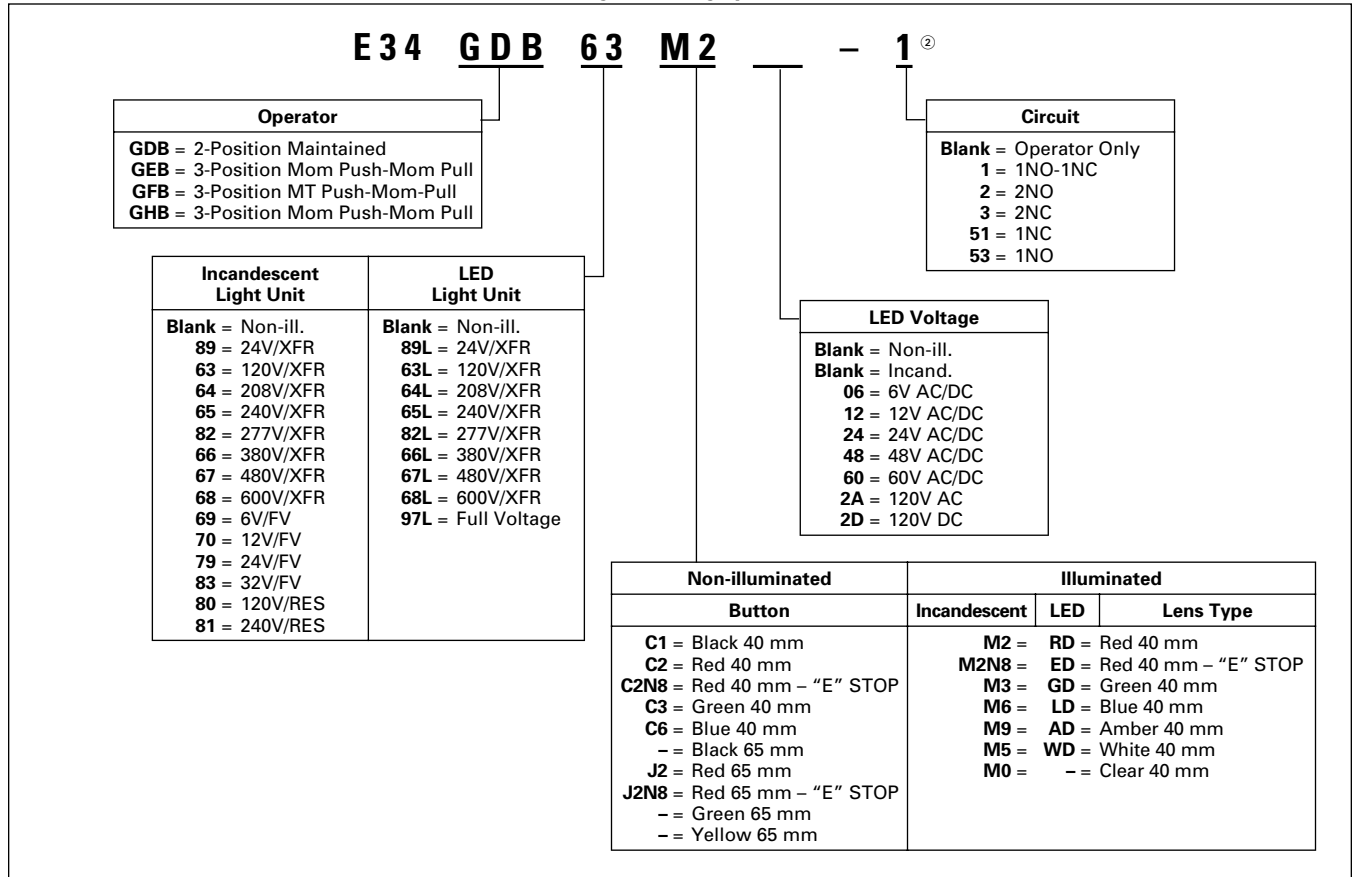 E34 GDB 63 M2 __ – 1 ②
Operator
GDB = 2-Position Maintained
GEB = 3-Position Mom Push-Mom Pull
GFB = 3-Position MT Push-Mom-Pull
GHB = 3-Position Mom Push-Mom Pull
Circuit
Blank = Operator Only
1 = 1NO-1NC
2 = 2NO
3 = 2NC
51 = 1NC
53 = 1NO
Incandescent
Light Unit
Blank = Non-ill.
89 = 24V/XFR
63 = 120V/XFR
64 = 208V/XFR
65 = 240V/XFR
82 = 277V/XFR
66 = 380V/XFR
67 = 480V/XFR
68 = 600V/XFR
69 = 6V/FV
70 = 12V/FV
79 = 24V/FV
83 = 32V/FV
80 = 120V/RES
81 = 240V/RES
LED
Light Unit
Blank = Non-ill.
89L = 24V/XFR
63L = 120V/XFR
64L = 208V/XFR
65L = 240V/XFR
82L = 277V/XFR
66L = 380V/XFR
67L = 480V/XFR
68L = 600V/XFR
97L = Full Voltage
LED Voltage
Blank = Non-ill.
Blank = Incand.
06 = 6V AC/DC
12 = 12V AC/DC
24 = 24V AC/DC
48 = 48V AC/DC
60 = 60V AC/DC
2A = 120V AC
2D = 120V DC
Non-illuminated
Button
C1 = Black 40 mm
C2 = Red 40 mm
C2N8 = Red 40 mm – “E” STOP
C3 = Green 40 mm
C6 = Blue 40 mm
– = Black 65 mm
J2 = Red 65 mm
J2N8 = Red 65 mm – “E” STOP
– = Green 65 mm
– = Yellow 65 mm
Illuminated
Incandescent LED Lens Type
M2 = RD = Red 40 mm
M2N8 = ED = Red 40 mm – “E” STOP
M3 = GD = Green 40 mm
M6 = LD = Blue 40 mm
M9 = AD = Amber 40 mm
M5 = WD = White 40 mm
M0 = – = Clear 40 mm